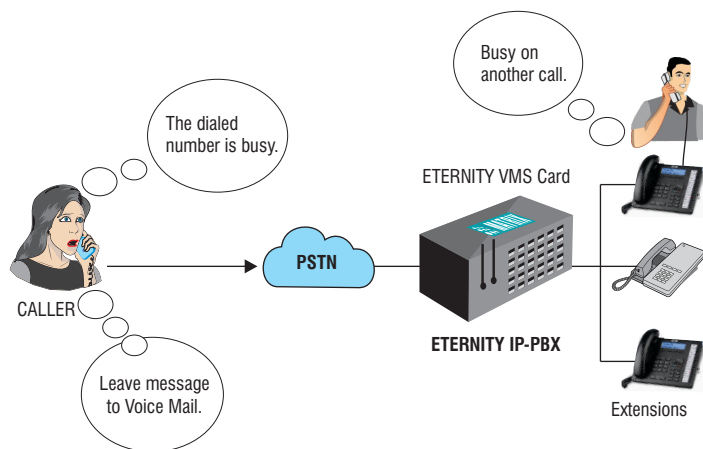 Busy on
another call.
The dialed
number is busy.
ETERNITY VMS Card
PSTN
CALLER
ETERNITY IP-PBX
Leave message
to Voice Mail.
Extensions